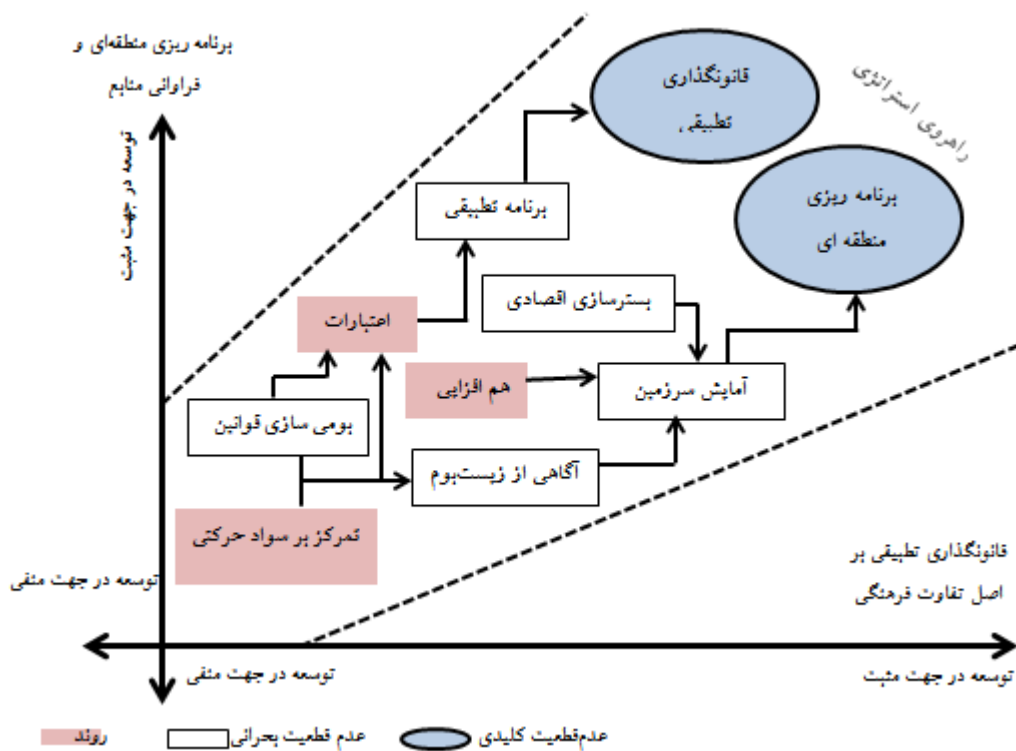 برنامه ریزی منطقه‌ای و
فراوانی منابع
توسعه در جهت مثبت
راهروی استراتژی
قانونگذاری
تطبیقی
برنامه ریزی
منطقه ای
برنامه تطبیقی
بسترسازی اقصادی
اعتبارات
هم افزایی
آمایش سرزمین
بومی سازی قوانین
آگاهی از زیست‌بوم
تمرکز بر سواد حرکتی
قانونگذاری تطبیقی بر
اصل تفاوت فرهنگی
توسعه در جهت منفی
توسعه در جهت مثبت
توسعه در جهت منفی
عدم‌قطعیت کلیدی
عدم قطعیت بحرانی
روند